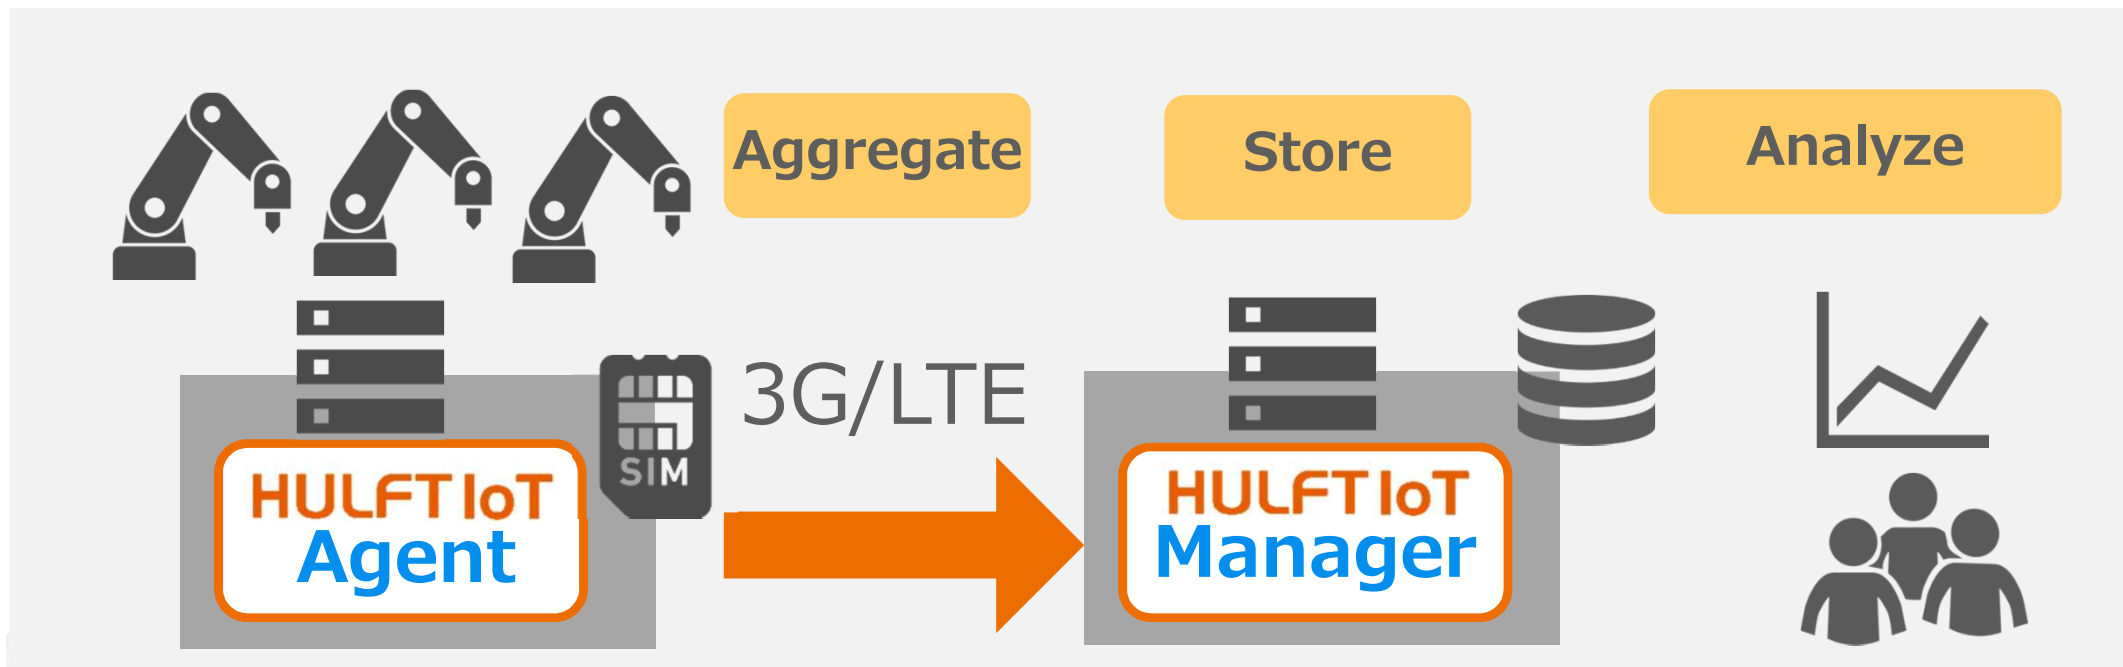 Aggregate
Store
Analyze
3G/LTE
SIM
HULFT IoT
Agent
HULFT IoT
Manager